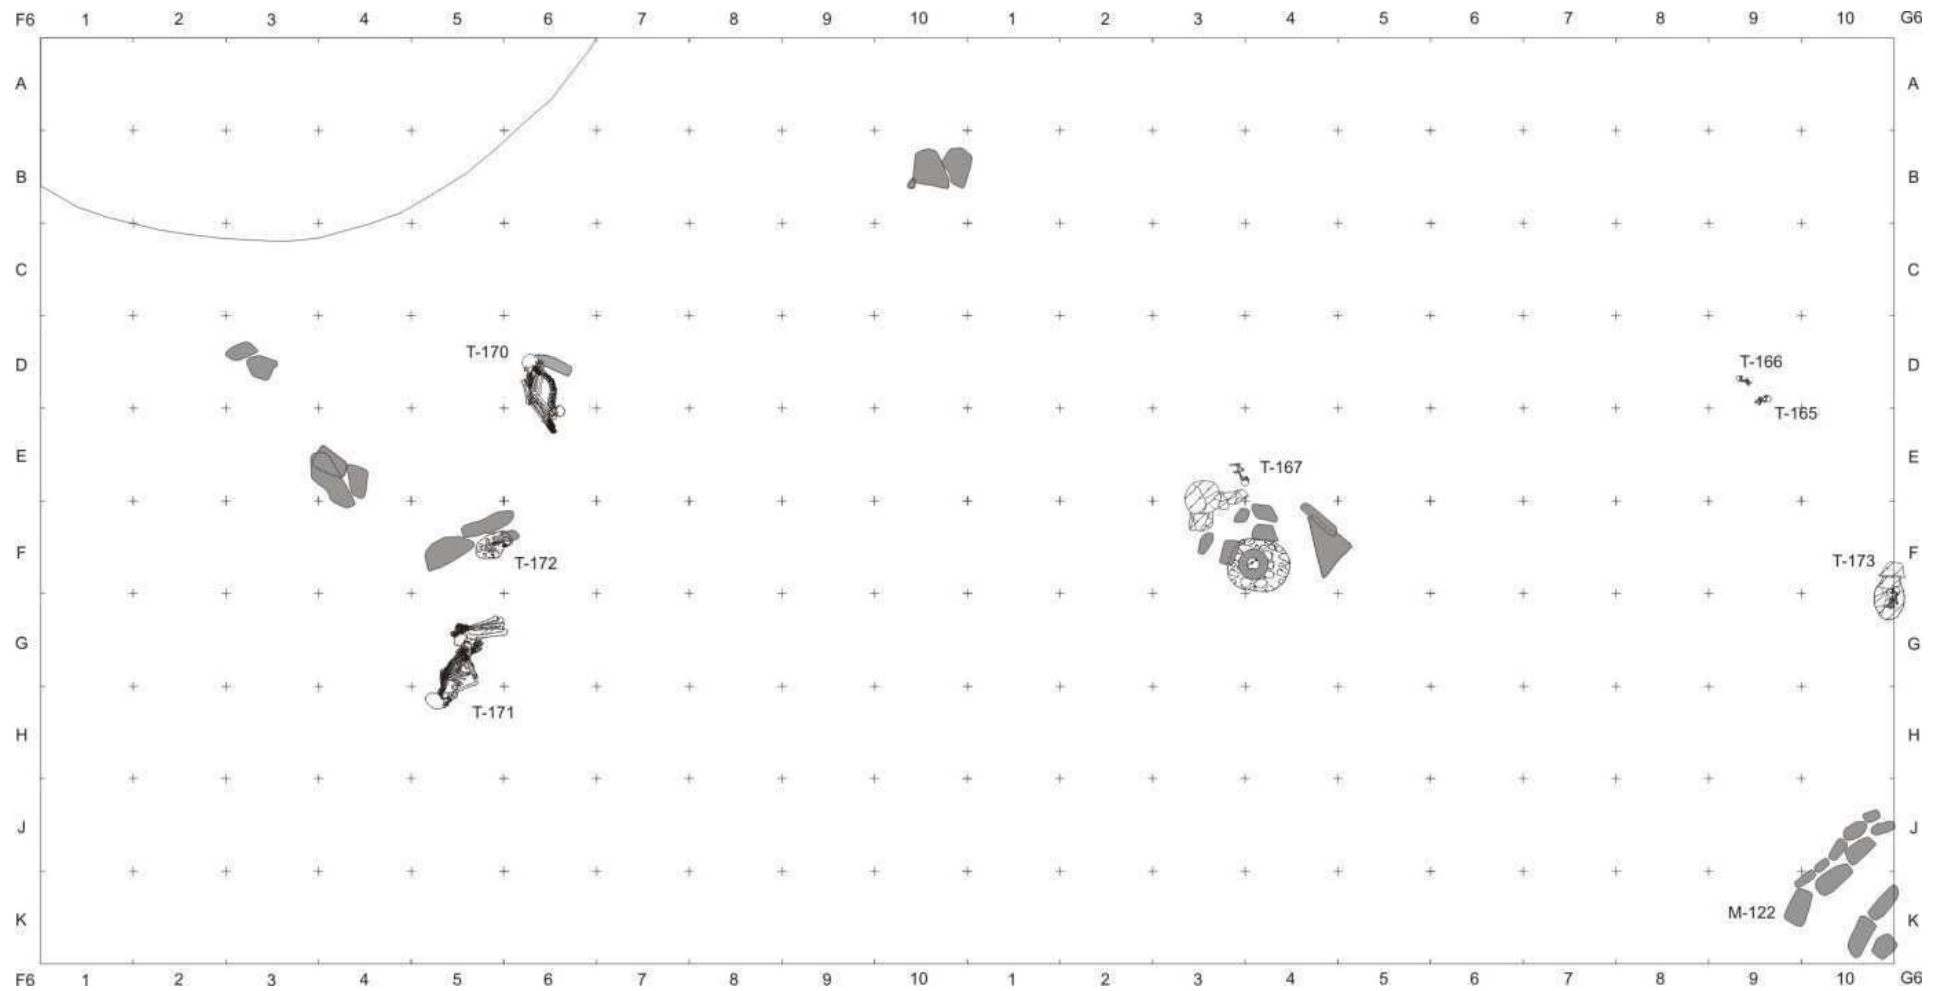 F6 1 2 3 4 5 6 7 8 9 10 1 2 3 4 5 6 7 8 9 10 G6
A A
B B
C C
T-170
D T-166 D
T-165
E T-167 E
F F
T-172 T-173
G G
T-171
H H
J J
M-122
K K
F6 1 2 3 4 5 6 7 8 9 10 1 2 3 4 5 6 7 8 9 10 G6